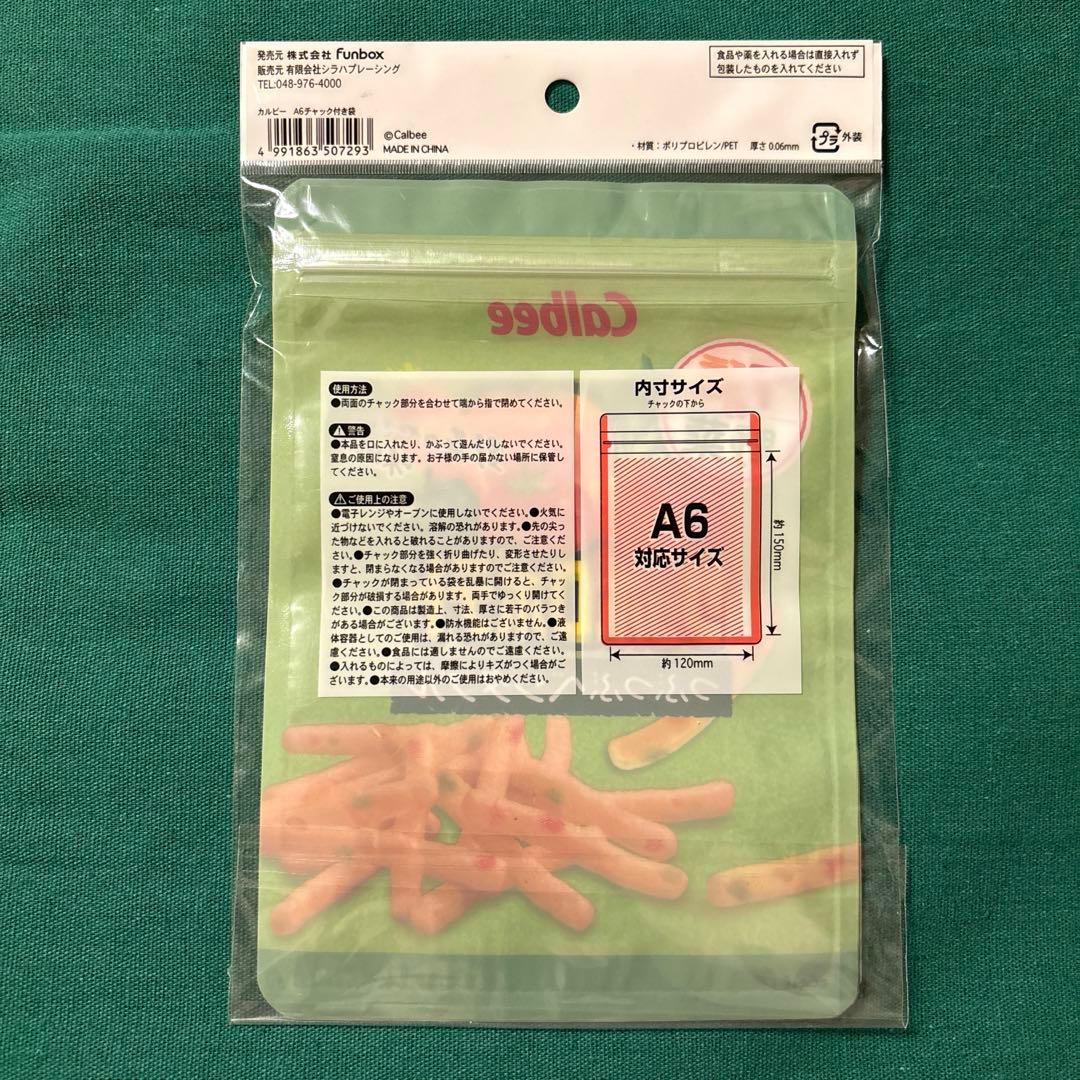 発売元 株式会社 Funbox
販売元 有限会社シラハプレーシング
TEL:048-976-4000
カルビー A6チャック付き袋
4 991863 507293
©Calbee
MADE IN CHINA
食品や薬を入れる場合は直接入れず
包装したものを入れてください
・材質：ポリプロピレン/PET 厚さ 0.06mm
プラ 外装
Calbee
使用方法
●両面のチャック部分を合わせて端から指で閉めてください。
警告
●本品を口に入れたり、かぶって遊んだりしないでください。
窒息の原因になります。お子様の手の届かない場所に保管し
てください。
ご使用上の注意
●電子レンジやオーブンに使用しないでください。●火気に
近づけないでください。溶解の恐れがあります。●先の尖っ
た物などを入れると破れることがありますので、ご注意くだ
さい。●チャック部分を強く折り曲げたり、変形させたりし
ますと、閉まらなくなる場合がありますのでご注意ください。
●チャックが閉まっている袋を乱暴に開けると、チャッ
ク部分が破損する場合があります。両手でゆっくり開けてく
ださい。●この商品は製造上、寸法、厚さに若干のバラつき
がある場合がございます。●防水機能はございません。●液
体容器としてのご使用は、漏れる恐れがありますので、ご遠
慮ください。●食品には適しませんのでご遠慮ください。
●入れるものによっては、摩擦によりキズがつく場合がご
ざいます。●本来の用途以外のご使用はおやめください。
内寸サイズ
チャックの下から
A6
対応サイズ
約150mm
約120mm